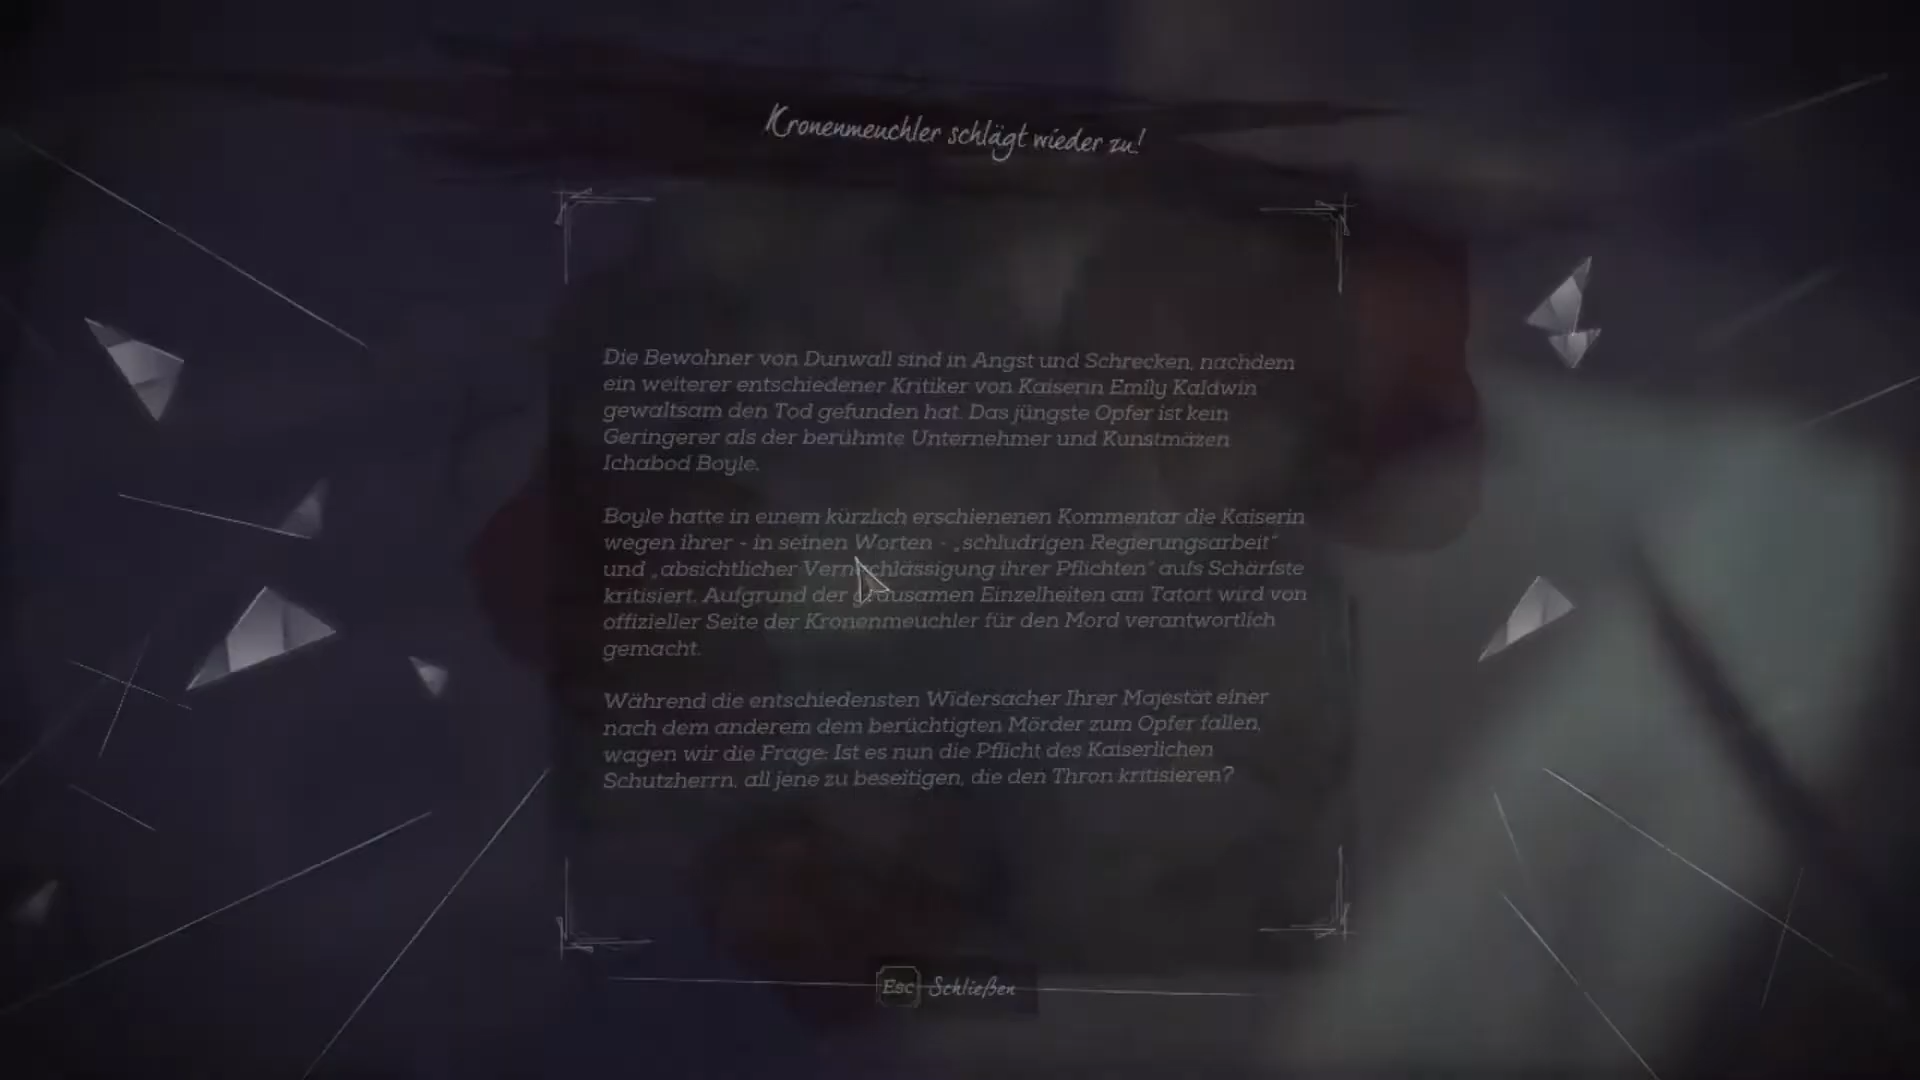 Kronenmeuchler schlägt wieder zu!
Die Bewohner von Dunwall sind in Angst und Schrecken, nachdem
ein weiterer entschiedener Kritiker von Kaiserin Emily Kaldwin
gewaltsam den Tod gefunden hat. Das jüngste Opfer ist kein
Geringerer als der berühmte Unternehmer und Kunstmäzen
Ichabod Boyle.
Boyle hatte in einem kürzlich erschienenen Kommentar die Kaiserin
wegen ihrer - in seinen Worten - „schludrigen Regierungsarbeit“
und „absichtlicher Vernachlässigung ihrer Pflichten“ aufs Schärfste
kritisiert. Aufgrund der grausamen Einzelheiten am Tatort wird von
offizieller Seite der Kronenmeuchler für den Mord verantwortlich
gemacht.
Während die entschiedensten Widersacher Ihrer Majestät einer
nach dem anderem dem berüchtigten Mörder zum Opfer fallen,
wagen wir die Frage: Ist es nun die Pflicht des Kaiserlichen
Schutzherrn, all jene zu beseitigen, die den Thron kritisieren?
Esc Schließen